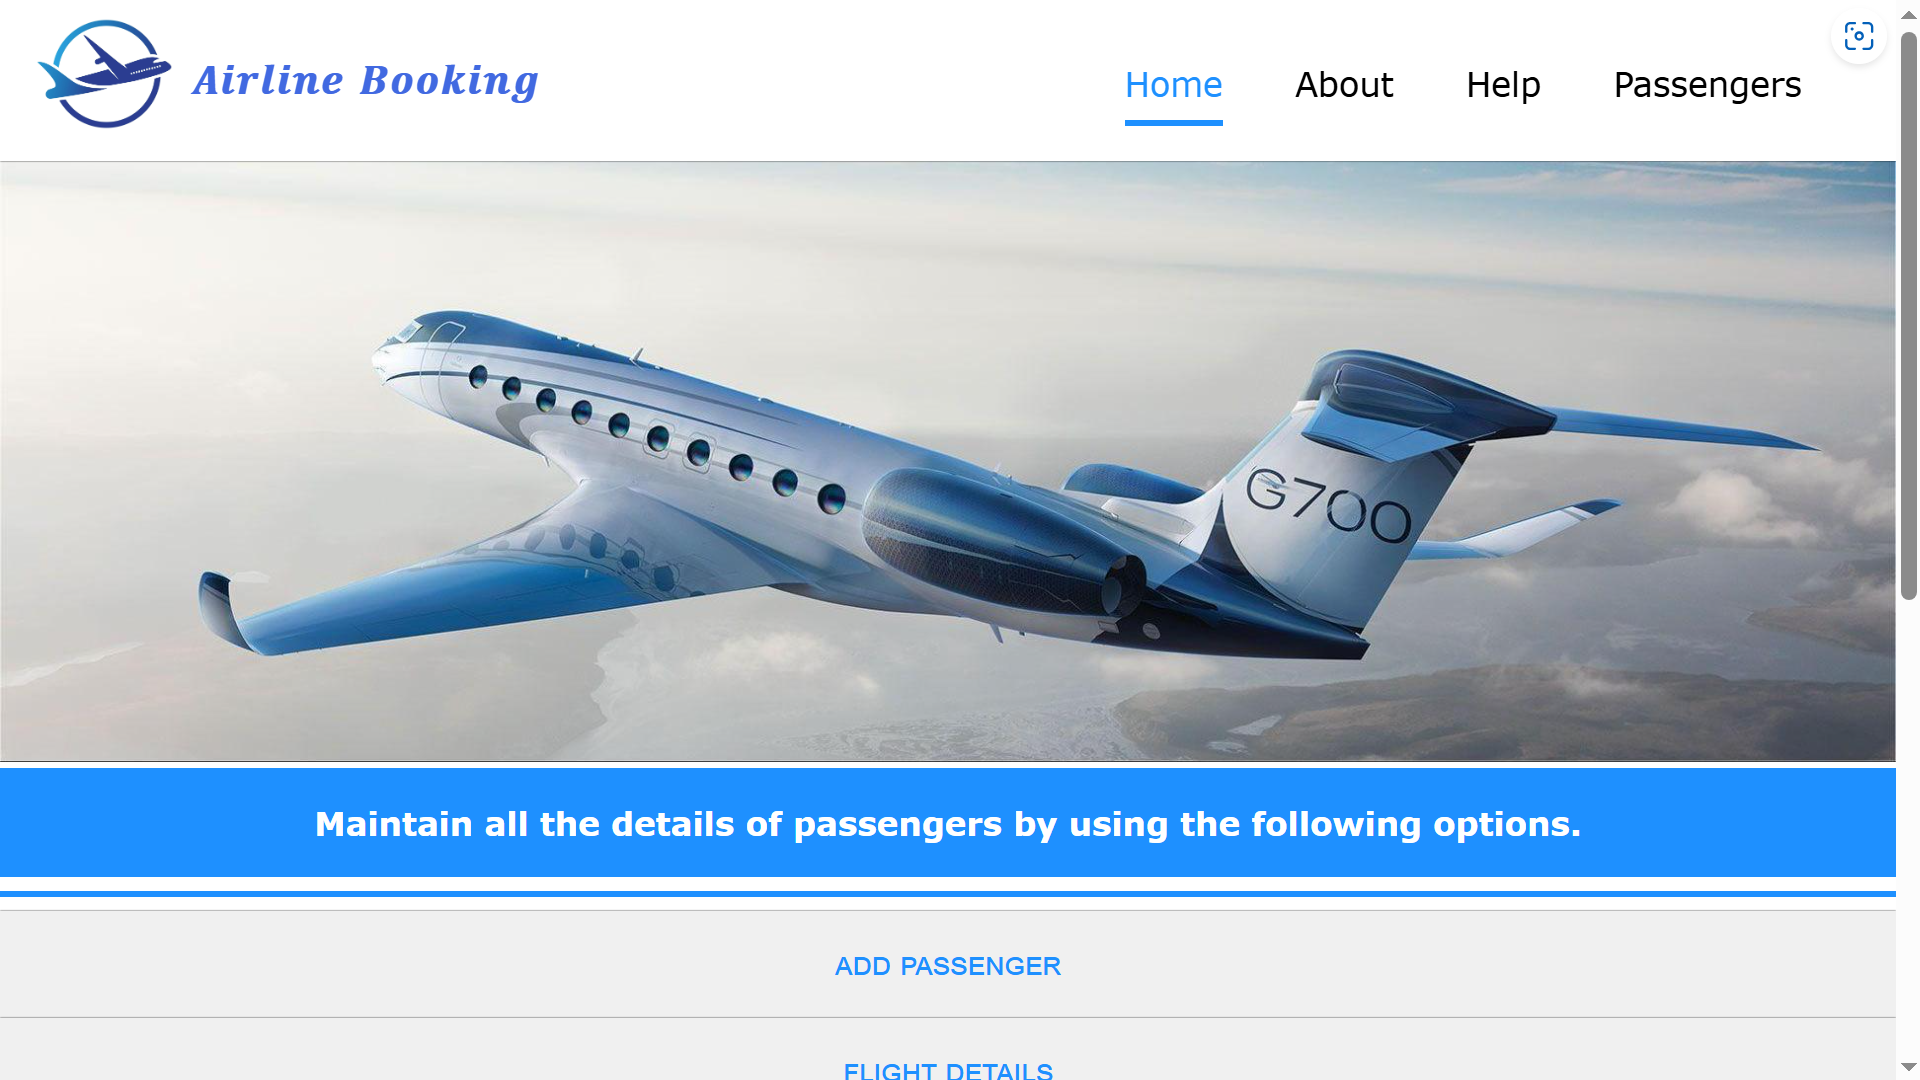 Airline Booking
Home About Help Passengers
G700
Maintain all the details of passengers by using the following options.
ADD PASSENGER
FLIGHT DETAILS